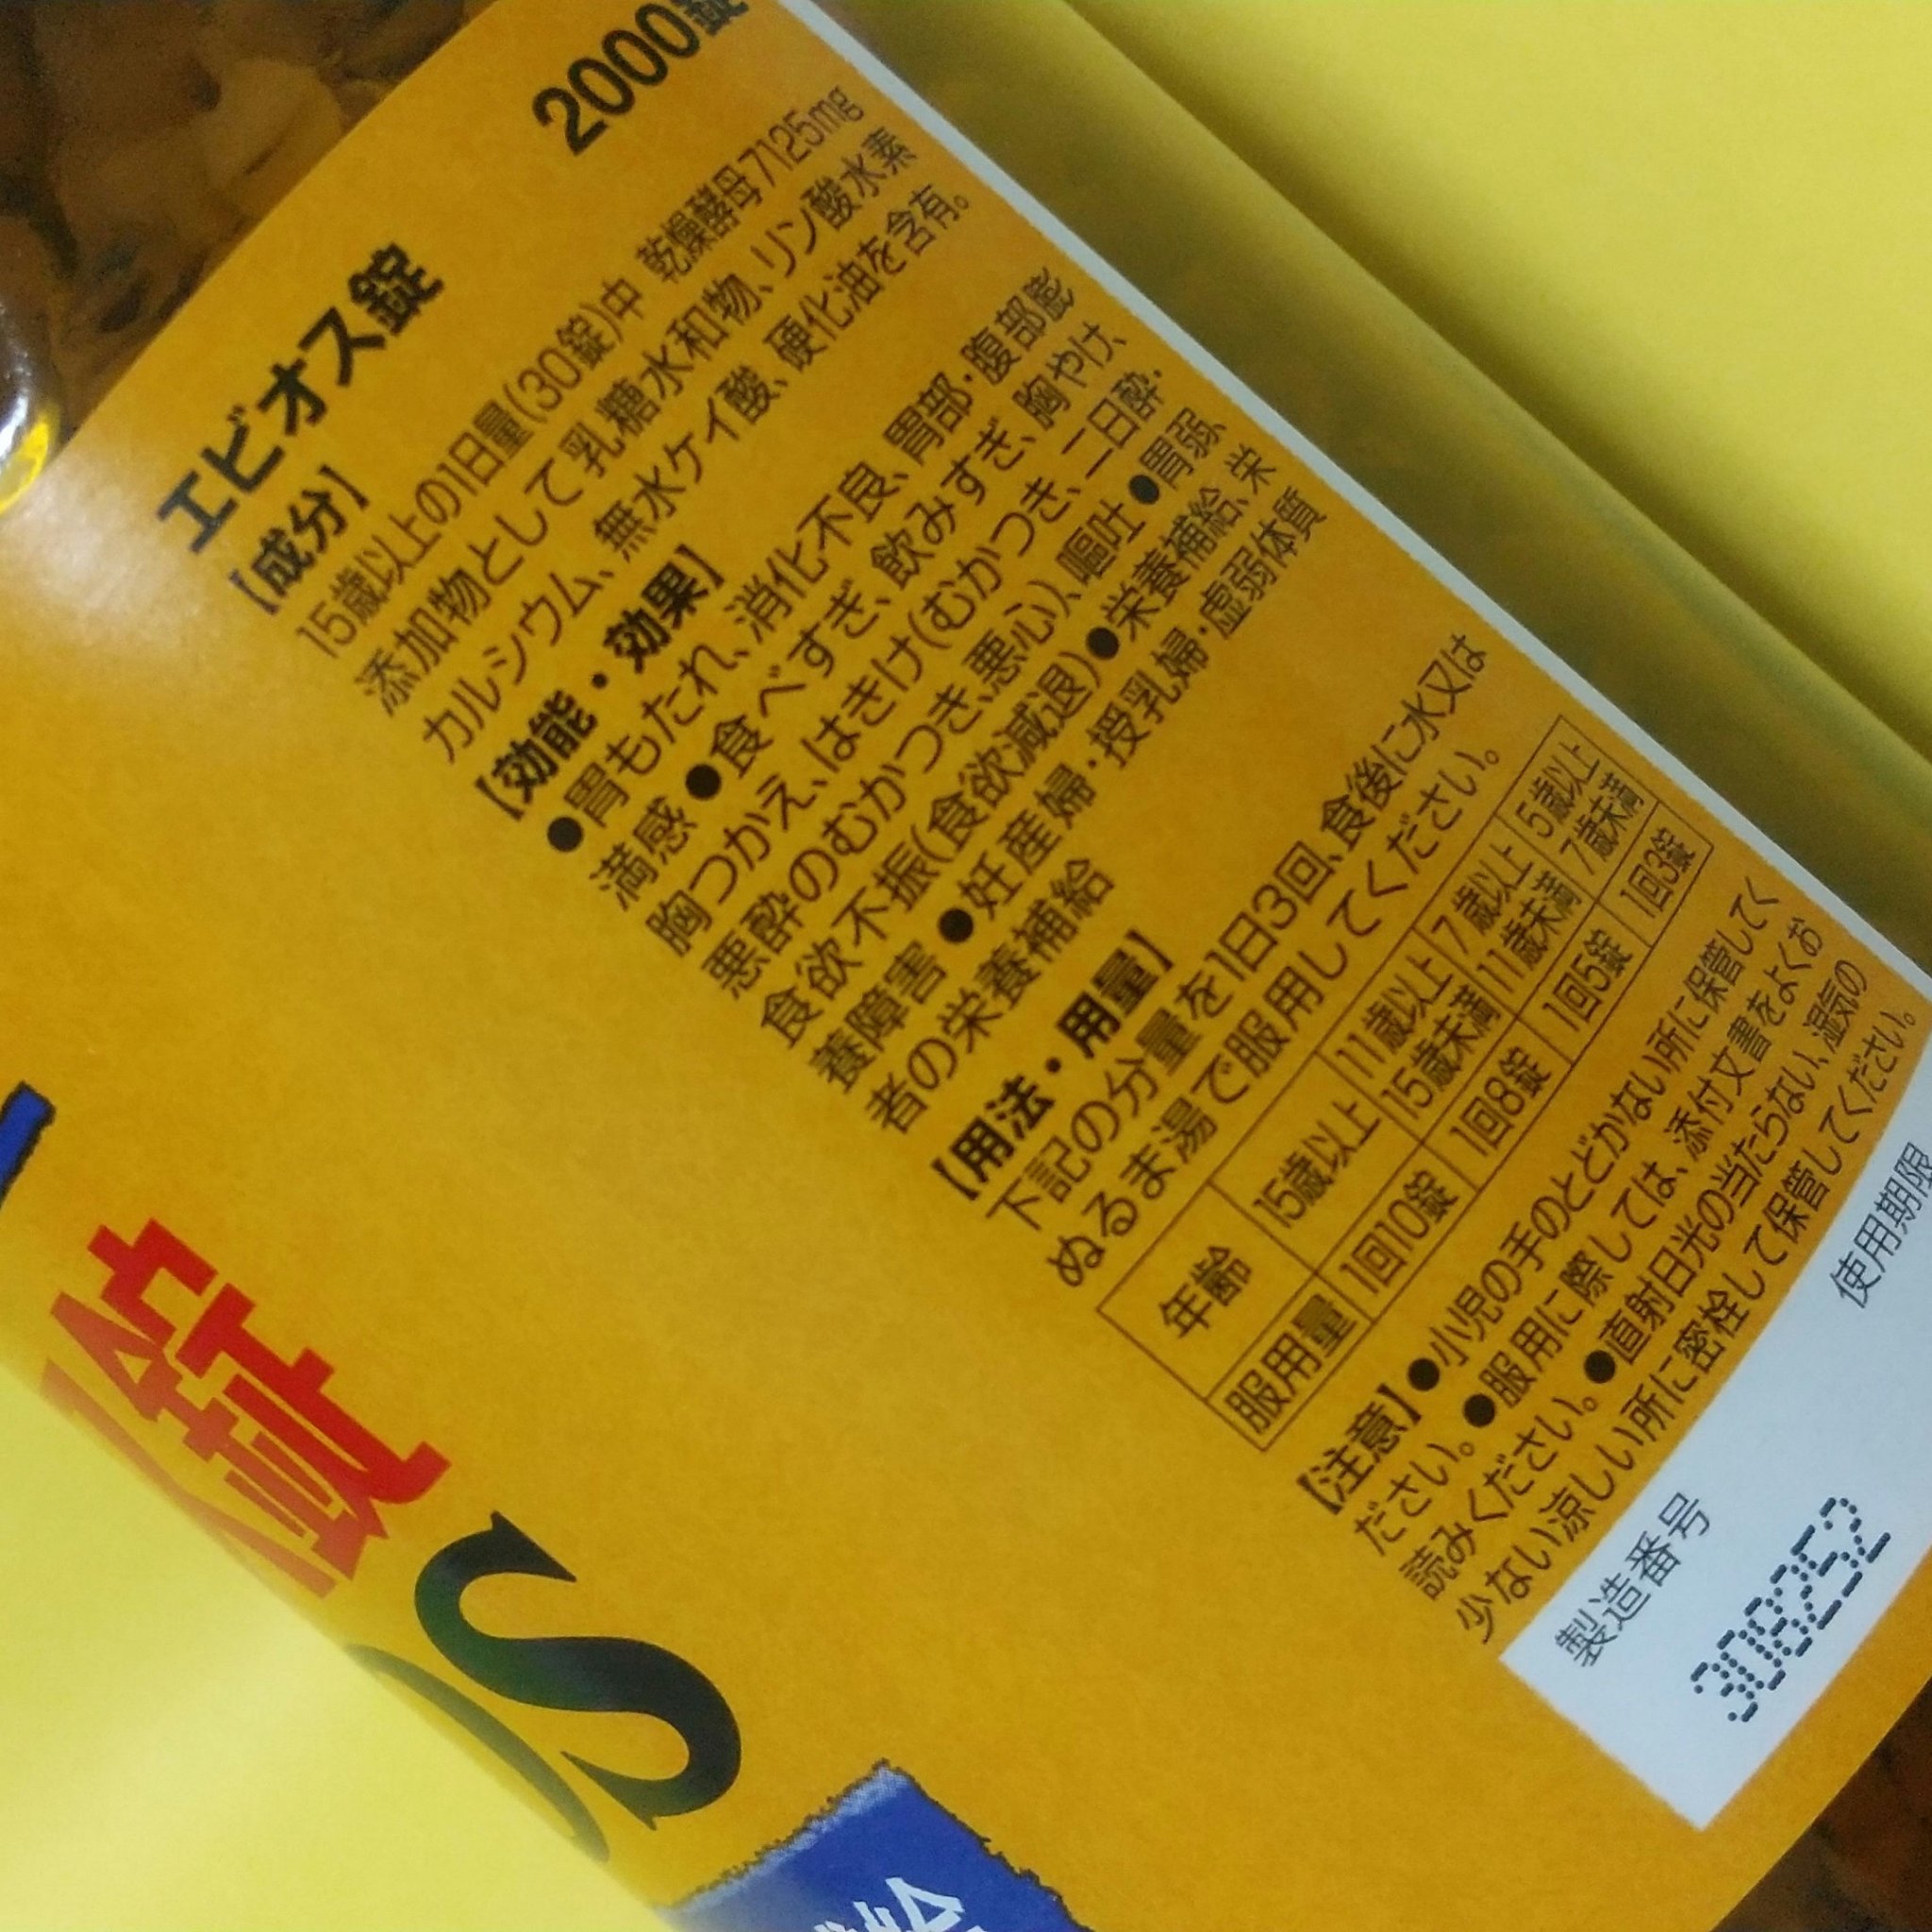 エビオス錠
2000錠
【成分】
15歳以上の1日量(30錠)中 乾燥酵母7125mg
添加物として乳糖水和物、リン酸水素
カルシウム、無水ケイ酸、硬化油を含有。
【効能・効果】
●胃もたれ、消化不良、胃部・腹部膨
満感 ●食べすぎ、飲みすぎ、胸やけ、
胸つかえ、はきけ(むかつき、二日酔・
悪酔のむかつき、悪心)、嘔吐 ●胃弱、
食欲不振(食欲減退) ●栄養補給、栄
養障害 ●妊産婦・授乳婦・虚弱体質
者の栄養補給
【用法・用量】
下記の分量を1日3回、食後に水又は
ぬるま湯で服用してください。
年齢 15歳以上 11歳以上15歳未満 7歳以上11歳未満 5歳以上7歳未満
服用量 1回10錠 1回8錠 1回5錠 1回3錠
【注意】●小児の手のとどかない所に保管してく
ださい。●服用に際しては、添付文書をよくお
読みください。●直射日光の当たらない、湿気の
少ない涼しい所に密栓して保管してください。
製造番号 使用期限
308252
錠
OS